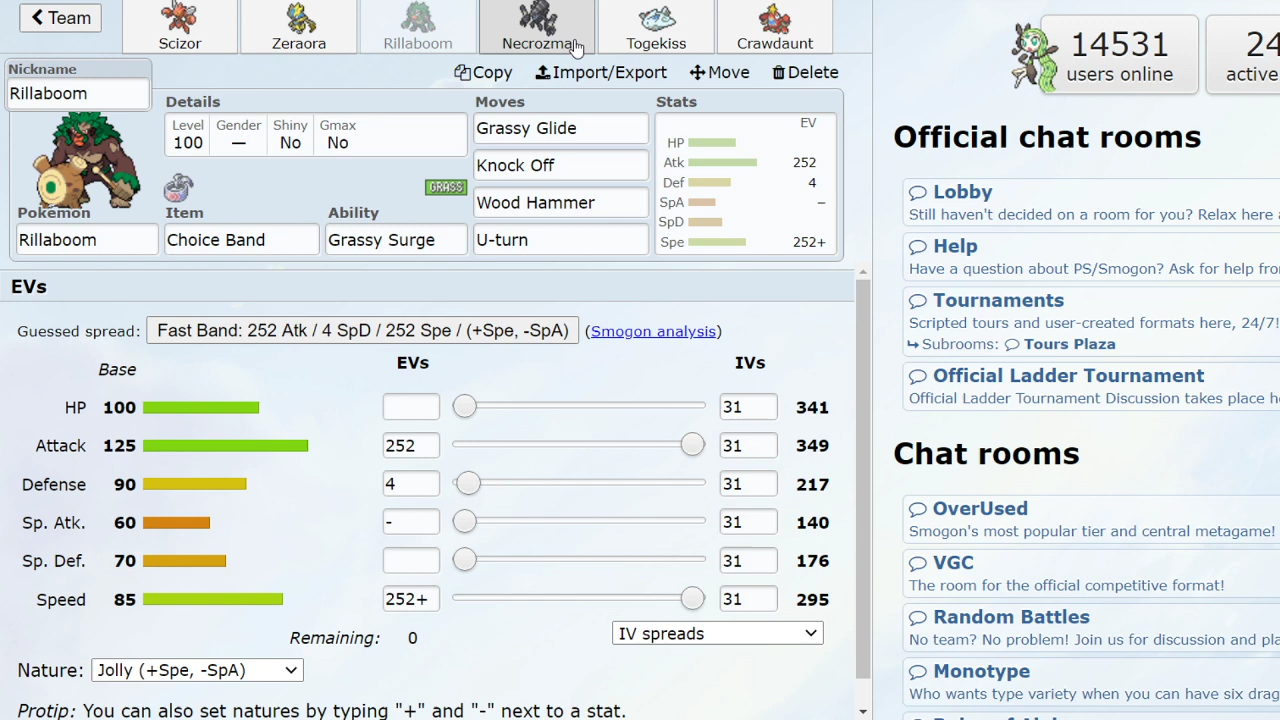 Team
Scizor
Zeraora
Rillaboom
Necrozma
Togekiss
Crawdaunt
Copy
Import/Export
Move
Delete
Nickname
Rillaboom
Details
Level
100
Gender
—
Shiny
No
Gmax
No
GRASS
Pokémon
Rillaboom
Item
Choice Band
Ability
Grassy Surge
Moves
Grassy Glide
Knock Off
Wood Hammer
U-turn
Stats
EV
HP
Atk 252
Def 4
SpA –
SpD
Spe 252+
EVs
Guessed spread: Fast Band: 252 Atk / 4 SpD / 252 Spe / (+Spe, -SpA) (Smogon analysis)
Base EVs IVs
HP 100 31 341
Attack 125 252 31 349
Defense 90 4 31 217
Sp. Atk. 60 - 31 140
Sp. Def. 70 31 176
Speed 85 252+ 31 295
Remaining: 0
IV spreads
Nature: Jolly (+Spe, -SpA)
Protip: You can also set natures by typing "+" and "-" next to a stat.
14531
users online
24
active
Official chat rooms
Lobby
Still haven't decided on a room for you? Relax here
Help
Have a question about PS/Smogon? Ask for help fro
Tournaments
Scripted tours and user-created formats here, 24/7!
↳ Subrooms: Tours Plaza
Official Ladder Tournament
Official Ladder Tournament Discussion takes place h
Chat rooms
OverUsed
Smogon's most popular tier and central metagame!
VGC
The room for the official competitive format!
Random Battles
No team? No problem! Join us for discussion and pla
Monotype
Who wants type variety when you can have six drag